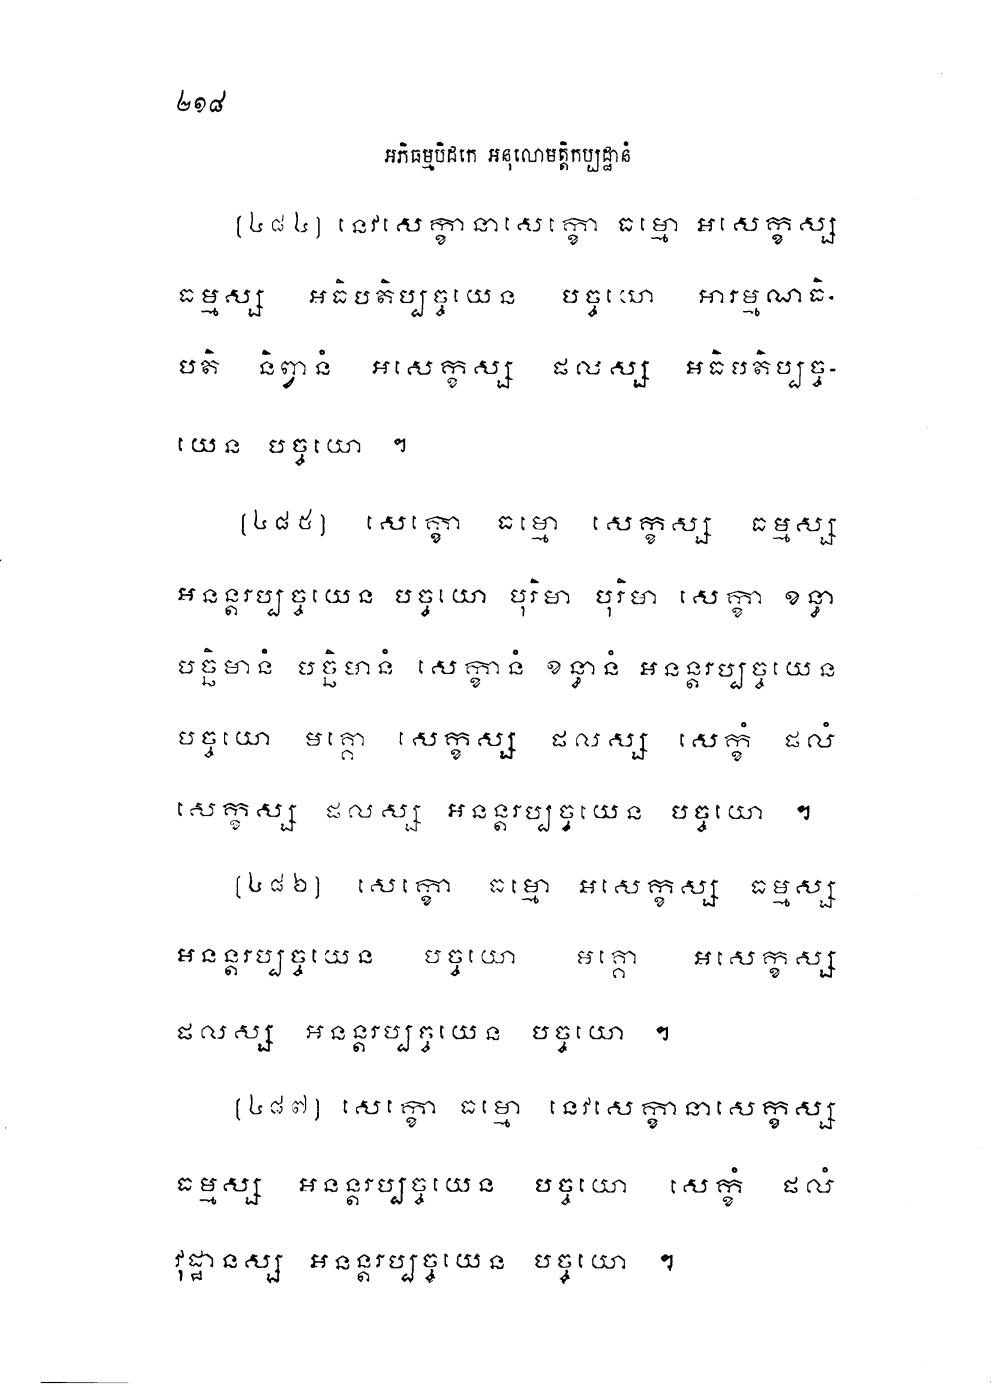 ២១៨
អភិធម្មបិដកេ អនុលោមត្តិកប្បដ្ឋានំ
(៤៨៤) នេវសេក្ខោនាសេក្ខោ ធម្មោ អសេក្ខស្ស
ធម្មស្ស អធិបតិប្បច្ចយេន បច្ចយោ អារម្មណាធិ-
បតិ និព្វានំ អសេក្ខស្ស ផលស្ស អធិបតិប្បច្ច-
យេន បច្ចយោ ។
(៤៨៥) សេក្ខោ ធម្មោ សេក្ខស្ស ធម្មស្ស
អនន្តរប្បច្ចយេន បច្ចយោ បុរិមា បុរិមា សេក្ខា ខន្ធា
បច្ឆិមានំ បច្ឆិមានំ សេក្ខានំ ខន្ធានំ អនន្តរប្បច្ចយេន
បច្ចយោ មគ្គោ សេក្ខស្ស ផលស្ស សេក្ខំ ផលំ
សេក្ខស្ស ផលស្ស អនន្តរប្បច្ចយេន បច្ចយោ ។
(៤៨៦) សេក្ខោ ធម្មោ អសេក្ខស្ស ធម្មស្ស
អនន្តរប្បច្ចយេន បច្ចយោ មគ្គោ អសេក្ខស្ស
ផលស្ស អនន្តរប្បច្ចយេន បច្ចយោ ។
(៤៨៧) សេក្ខោ ធម្មោ នេវសេក្ខានាសេក្ខស្ស
ធម្មស្ស អនន្តរប្បច្ចយេន បច្ចយោ សេក្ខំ ផលំ
វុដ្ឋានស្ស អនន្តរប្បច្ចយេន បច្ចយោ ។